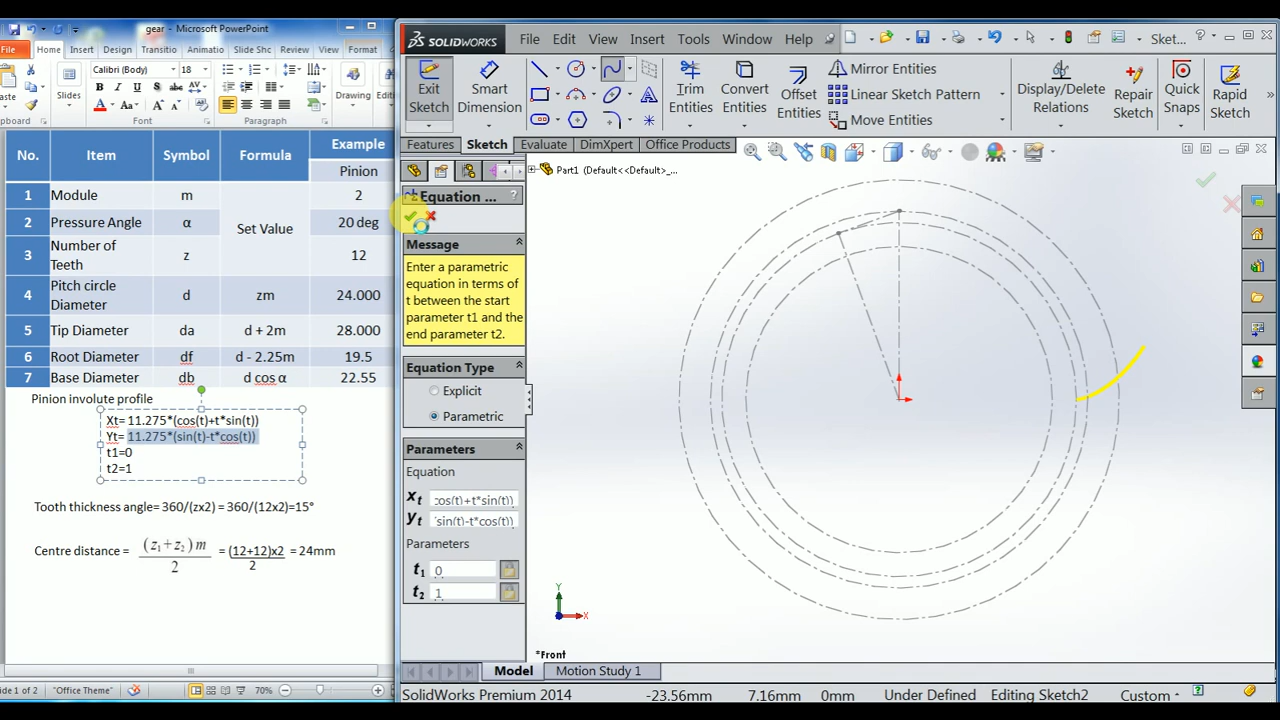 gear - Microsoft PowerPoint
Home Insert Design Transitio Animatio Slide Shc Review View Format
Calibri (Body) 18
Slides
Drawing
Font
Paragraph
No. Item Symbol Formula Example
Pinion
1 Module m Set Value 2
2 Pressure Angle α 20 deg
3 Number of Teeth z 12
4 Pitch circle Diameter d zm 24.000
5 Tip Diameter da d + 2m 28.000
6 Root Diameter df d - 2.25m 19.5
7 Base Diameter db d cos α 22.55
Pinion involute profile
Xt= 11.275*(cos(t)+t*sin(t))
Yt= 11.275*(sin(t)-t*cos(t))
t1=0
t2=1
Tooth thickness angle= 360/(zx2) = 360/(12x2)=15°
Centre distance = (z1+z2)m / 2 = (12+12)x2 / 2 = 24mm
"Office Theme" 70%
SOLIDWORKS File Edit View Insert Tools Window Help Sket...
Exit Sketch
Smart Dimension
Trim Entities
Convert Entities
Offset Entities
Mirror Entities
Linear Sketch Pattern
Move Entities
Display/Delete Relations
Repair Sketch
Quick Snaps
Rapid Sketch
Features Sketch Evaluate DimXpert Office Products
Part1 (Default<<Default>_...
Equation ... ?
Message
Enter a parametric
equation in terms of
t between the start
parameter t1 and the
end parameter t2.
Equation Type
Explicit
Parametric
Parameters
Equation
Xt cos(t)+t*sin(t))
Yt sin(t)-t*cos(t))
Parameters
t1 0
t2 1
Y
X
*Front
Model Motion Study 1
SolidWorks Premium 2014 -23.56mm 7.16mm 0mm Under Defined Editing Sketch2 Custom